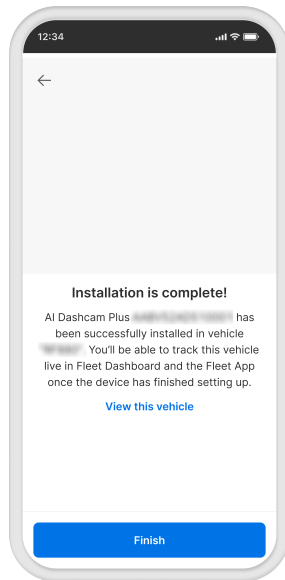 12:34
Installation is complete!
AI Dashcam Plus has
been successfully installed in vehicle
. You'll be able to track this vehicle
live in Fleet Dashboard and the Fleet App
once the device has finished setting up.
View this vehicle
Finish